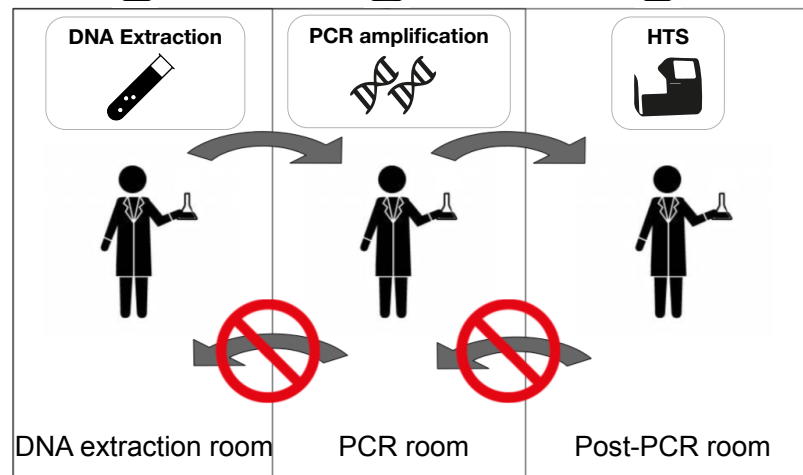 DNA Extraction
PCR amplification
HTS
DNA extraction room
PCR room
Post-PCR room